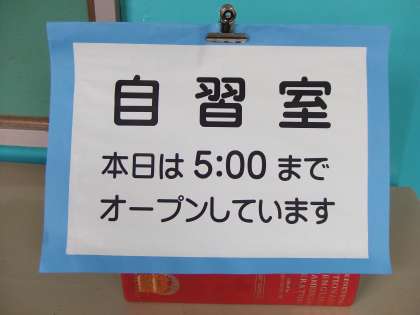 自習室
本日は 5:00 まで
オープンしています